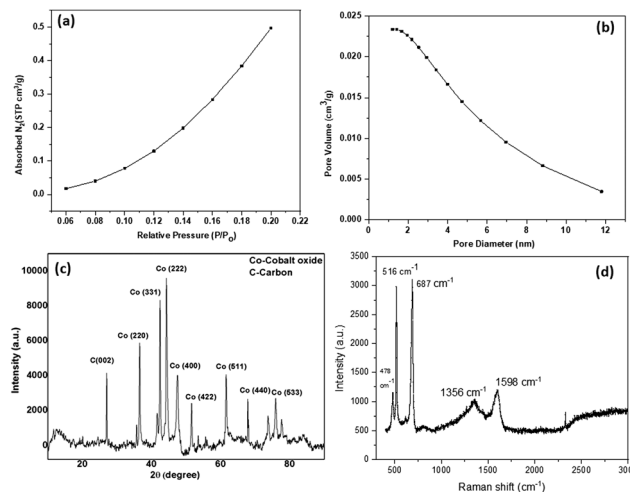 (a)
Absorbed N2(STP cm3/g)
0.5
0.4
0.3
0.2
0.1
0.0
0.06 0.08 0.10 0.12 0.14 0.16 0.18 0.20 0.22
Relative Pressure (P/Po)
(b)
Pore Volume (cm3/g)
0.025
0.020
0.015
0.010
0.005
0.000
0 2 4 6 8 10 12
Pore Diameter (nm)
(c)
Co-Cobalt oxide
C-Carbon
Intensity (a.u.)
10000
8000
6000
4000
2000
0
C(002)
Co (220)
Co (331)
Co (222)
Co (400)
Co (422)
Co (511)
Co (440)
Co (533)
20 40 60 80
2θ (degree)
(d)
Intensity (a.u.)
3500
3000
2500
2000
1500
1000
500
0
516 cm-1
687 cm-1
478
cm-1
1356 cm-1
1598 cm-1
500 1000 1500 2000 2500 3000
Raman shift (cm-1)